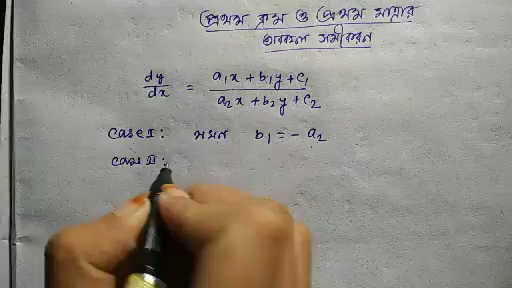 প্রথম ক্রম ও প্রথম মাত্রার
অবকল সমীকরণ
dy/dx = (a₁x + b₁y + c₁)/(a₂x + b₂y + c₂)
Case I: যখন b₁ = - a₂
Case II: